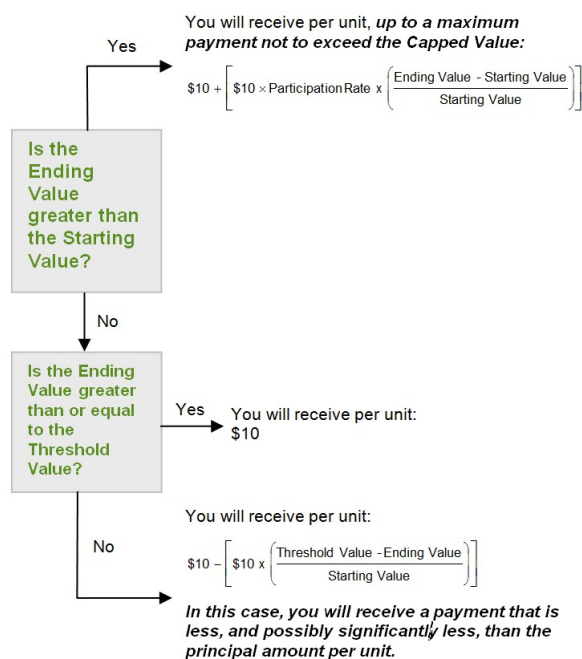 You will receive per unit, up to a maximum
payment not to exceed the Capped Value:
Yes
$10 + [$10 × Participation Rate x (Ending Value - Starting Value / Starting Value)]
Is the
Ending
Value
greater than
the Starting
Value?
No
Is the Ending
Value greater
than or equal
to the
Threshold
Value?
Yes
You will receive per unit:
$10
You will receive per unit:
No
$10 − [$10 x (Threshold Value - Ending Value / Starting Value)]
In this case, you will receive a payment that is
less, and possibly significantly less, than the
principal amount per unit.